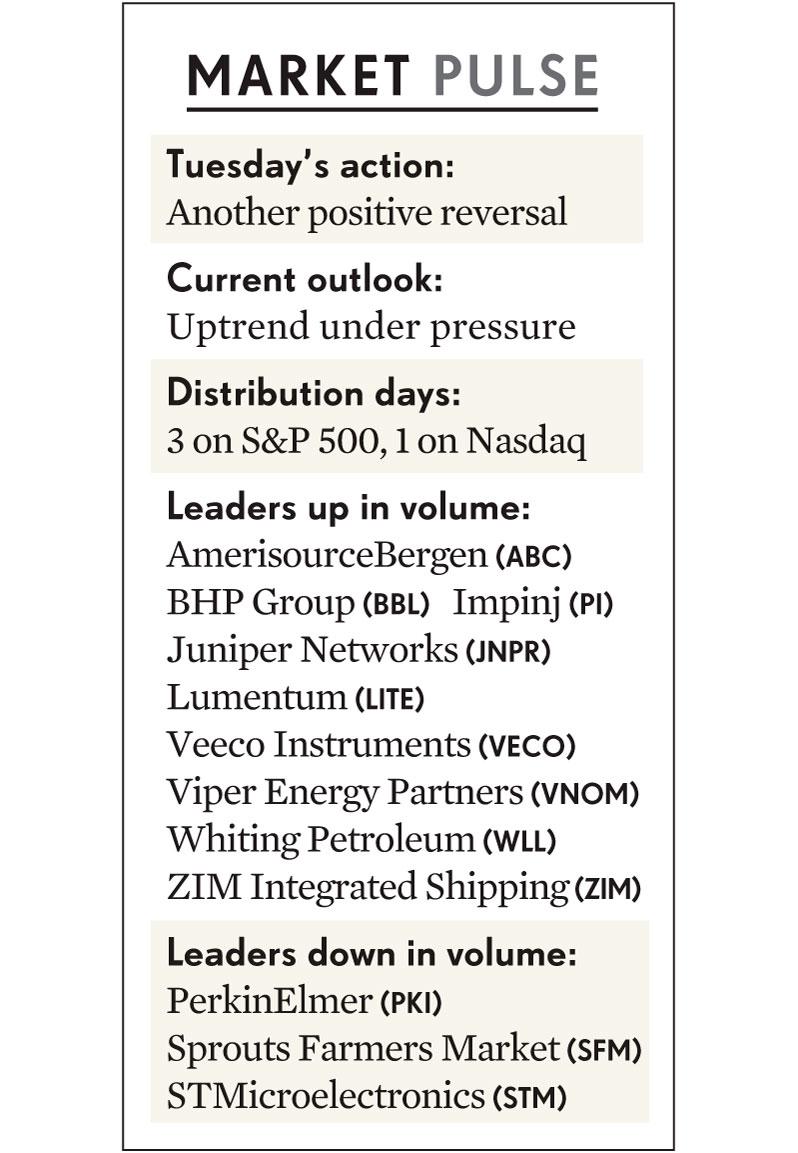 MARKET PULSE
Tuesday’s action:
Another positive reversal
Current outlook:
Uptrend under pressure
Distribution days:
3 on S&P 500, 1 on Nasdaq
Leaders up in volume:
AmerisourceBergen (ABC)
BHP Group (BBL) Impinj (PI)
Juniper Networks (JNPR)
Lumentum (LITE)
Veeco Instruments (VECO)
Viper Energy Partners (VNOM)
Whiting Petroleum (WLL)
ZIM Integrated Shipping (ZIM)
Leaders down in volume:
PerkinElmer (PKI)
Sprouts Farmers Market (SFM)
STMicroelectronics (STM)